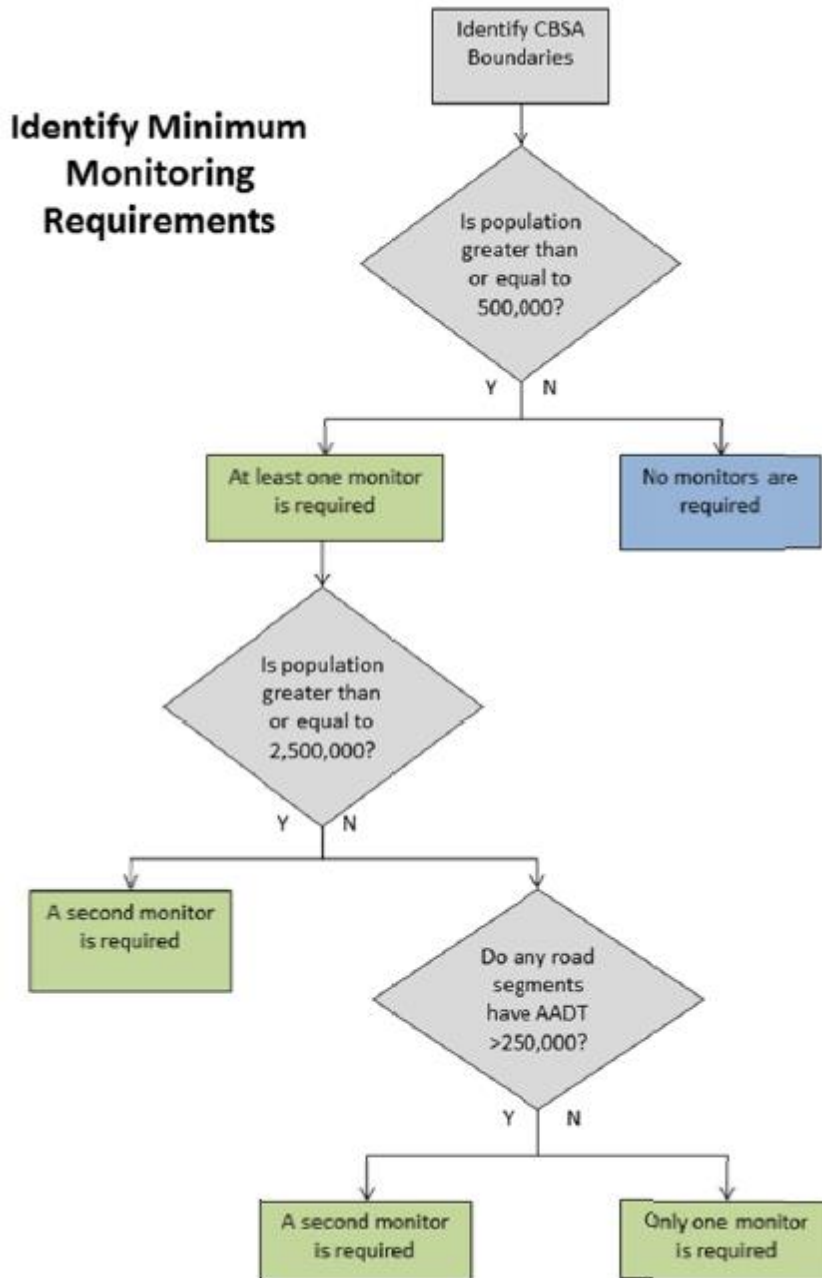 Identify CBSA
Boundaries
Identify Minimum
Monitoring
Requirements
Is population
greater than
or equal to
500,000?
Y
N
At least one monitor
is required
No monitors are
required
Is population
greater than
or equal to
2,500,000?
Y
N
A second monitor
is required
Do any road
segments
have AADT
>250,000?
Y
N
A second monitor
is required
Only one monitor
is required